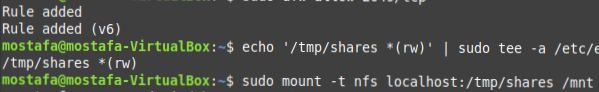 Rule added
Rule added (v6)
mostafa@mostafa-VirtualBox:~$ echo '/tmp/shares *(rw)' | sudo tee -a /etc/e
/tmp/shares *(rw)
mostafa@mostafa-VirtualBox:~$ sudo mount -t nfs localhost:/tmp/shares /mnt